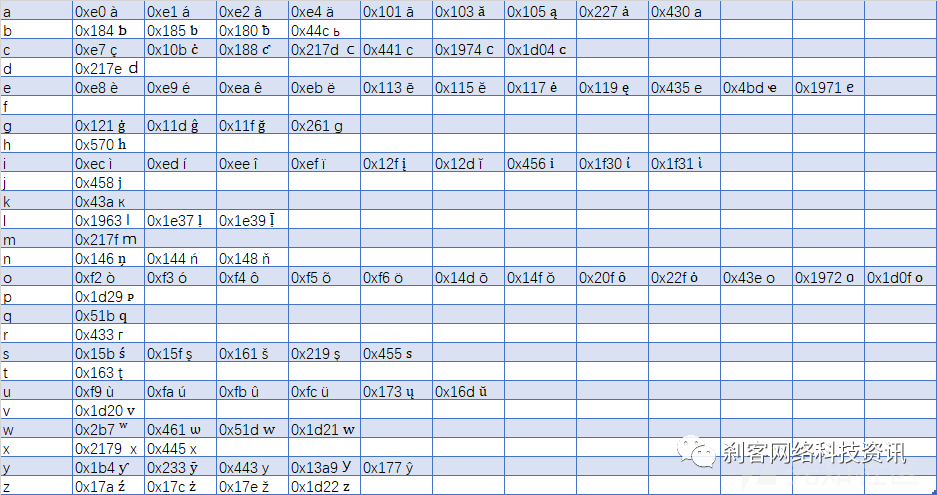 a 0xe0 à 0xe1 á 0xe2 â 0xe4 ä 0x101 ā 0x103 ă 0x105 ą 0x227 ȧ 0x430 а
b 0x184 Ƅ 0x185 ƅ 0x180 ƀ 0x44c ь
c 0xe7 ç 0x10b ċ 0x188 ƈ 0x217d ⅽ 0x441 с 0x1974 ᥴ 0x1d04 ᴄ
d 0x217e ⅾ
e 0xe8 è 0xe9 é 0xea ê 0xeb ë 0x113 ē 0x115 ĕ 0x117 ė 0x119 ę 0x435 е 0x4bd ҽ 0x1971 ᥱ
f
g 0x121 ġ 0x11d ĝ 0x11f ğ 0x261 ɡ
h 0x570 հ
i 0xec ì 0xed í 0xee î 0xef ï 0x12f į 0x12d ĭ 0x456 і 0x1f30 ἰ 0x1f31 ἱ
j 0x458 ј
k 0x43a к
l 0x1963 ᥣ 0x1e37 ḷ 0x1e39 ḹ
m 0x217f ⅿ
n 0x146 ņ 0x144 ń 0x148 ň
o 0xf2 ò 0xf3 ó 0xf4 ô 0xf5 õ 0xf6 ö 0x14d ō 0x14f ŏ 0x20f ȏ 0x22f ȯ 0x43e о 0x1972 ᥲ 0x1d0f ᴏ
p 0x1d29 ᴩ
q 0x51b ԛ
r 0x433 г
s 0x15b ś 0x15f ş 0x161 š 0x219 ș 0x455 ѕ
t 0x163 ţ
u 0xf9 ù 0xfa ú 0xfb û 0xfc ü 0x173 ų 0x16d ŭ
v 0x1d20 ᴠ
w 0x2b7 ʷ 0x461 ѡ 0x51d ԝ 0x1d21 ᴡ
x 0x2179 ⅹ 0x445 х
y 0x1b4 ƴ 0x233 ȳ 0x443 у 0x13a9 Ꭹ 0x177 ŷ
z 0x17a ź 0x17c ż 0x17e ž 0x1d22 ᴢ
刹客网络科技资讯